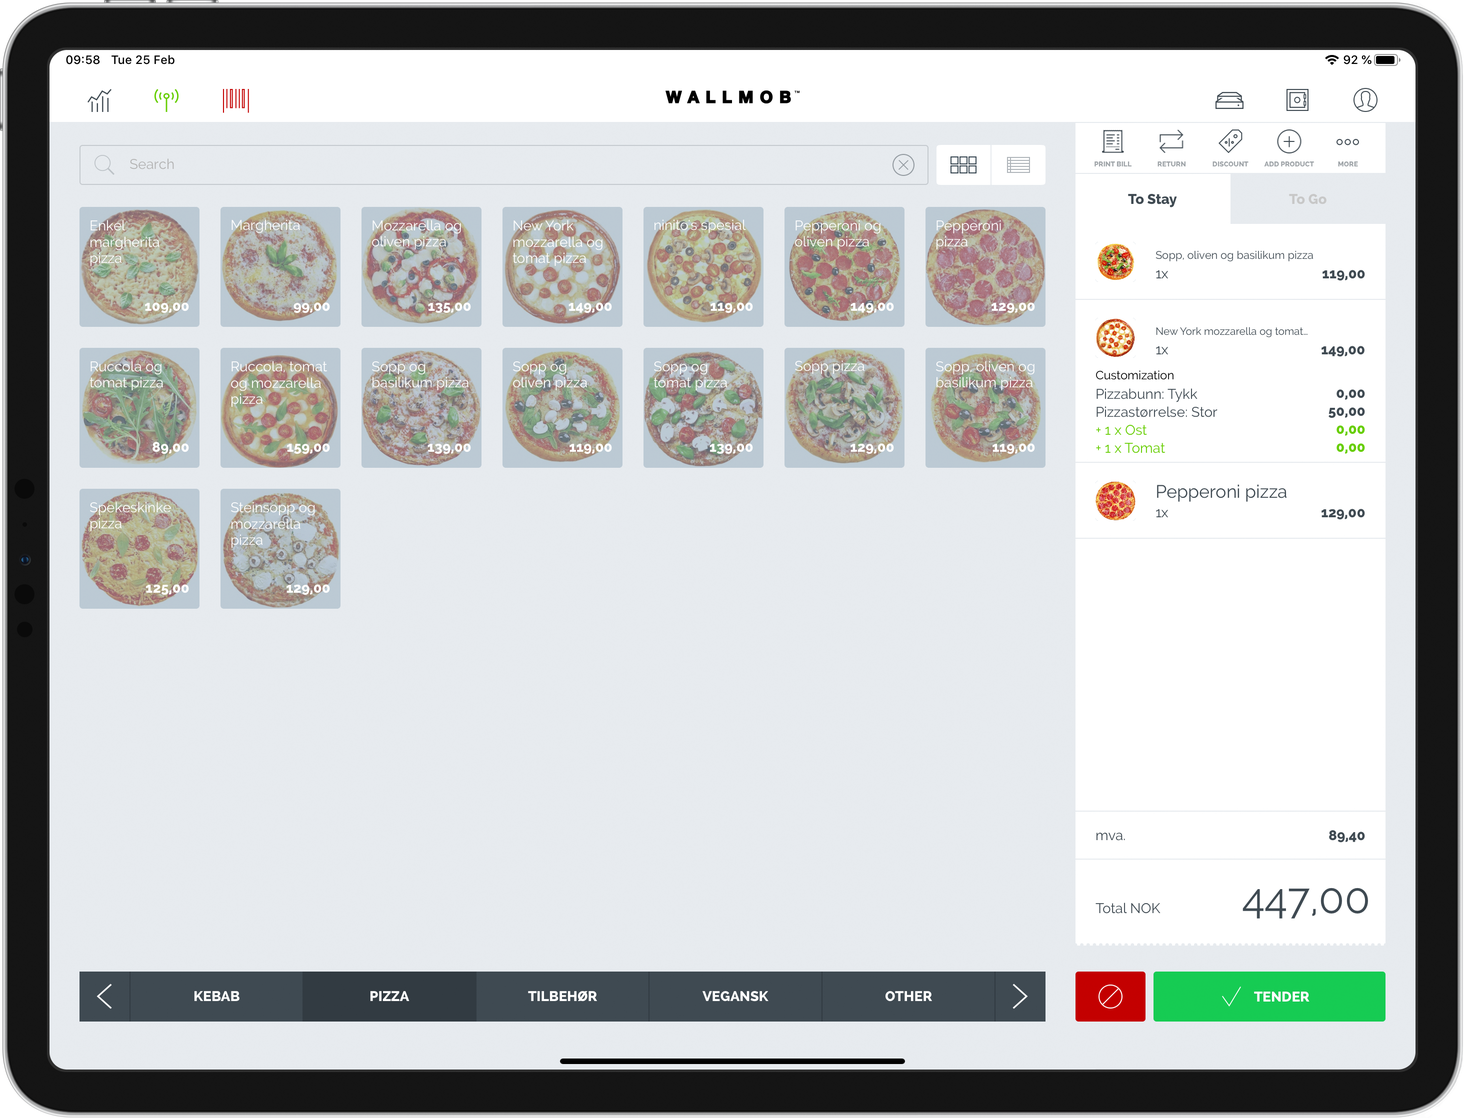 09:58 Tue 25 Feb
92 %
WALLMOB™
Search
PRINT BILL
RETURN
DISCOUNT
ADD PRODUCT
MORE
To Stay
To Go
Enkel
margherita
pizza
109,00
Margherita
99,00
Mozzarella og
oliven pizza
135,00
New York
mozzarella og
tomat pizza
149,00
ninito's spesial
119,00
Pepperoni og
oliven pizza
149,00
Pepperoni
pizza
129,00
Ruccola og
tomat pizza
89,00
Ruccola, tomat
og mozzarella
pizza
159,00
Sopp og
basilikum pizza
139,00
Sopp og
oliven pizza
119,00
Sopp og
tomat pizza
139,00
Sopp pizza
129,00
Sopp, oliven og
basilikum pizza
119,00
Spekeskinke
pizza
125,00
Steinsopp og
mozzarella
pizza
129,00
Sopp, oliven og basilikum pizza
1x 119,00
New York mozzarella og tomat...
1x 149,00
Customization
Pizzabunn: Tykk 0,00
Pizzastørrelse: Stor 50,00
+ 1 x Ost 0,00
+ 1 x Tomat 0,00
Pepperoni pizza
1x 129,00
mva. 89,40
Total NOK 447,00
KEBAB
PIZZA
TILBEHØR
VEGANSK
OTHER
TENDER